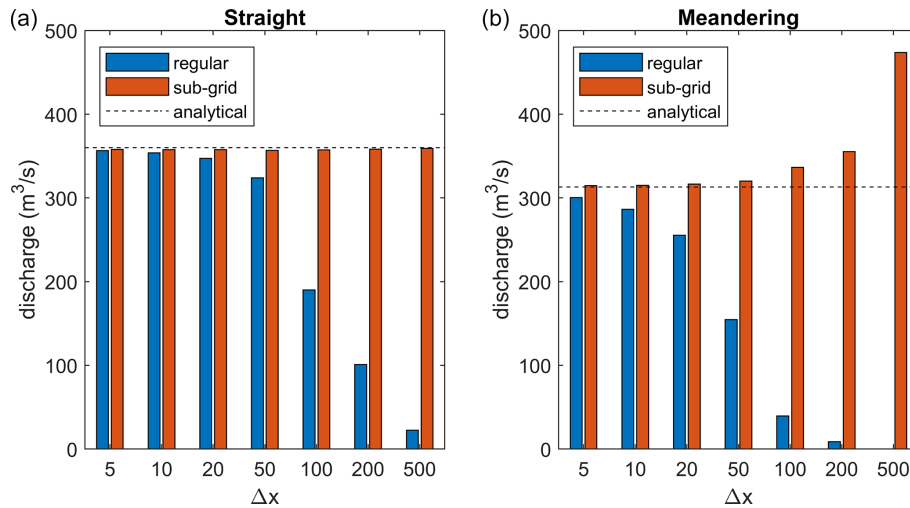 (a) Straight
500
400
300
200
100
0
discharge (m³/s)
regular
sub-grid
analytical
5 10 20 50 100 200 500
Δx
(b) Meandering
500
400
300
200
100
0
discharge (m³/s)
regular
sub-grid
analytical
5 10 20 50 100 200 500
Δx